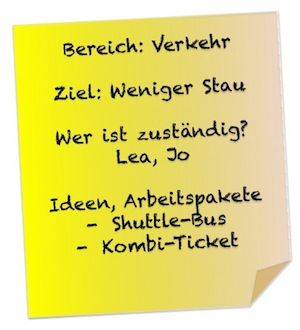 Bereich: Verkehr
Ziel: Weniger Stau
Wer ist zuständig?
Lea, Jo
Ideen, Arbeitspakete
- Shuttle-Bus
- Kombi-Ticket